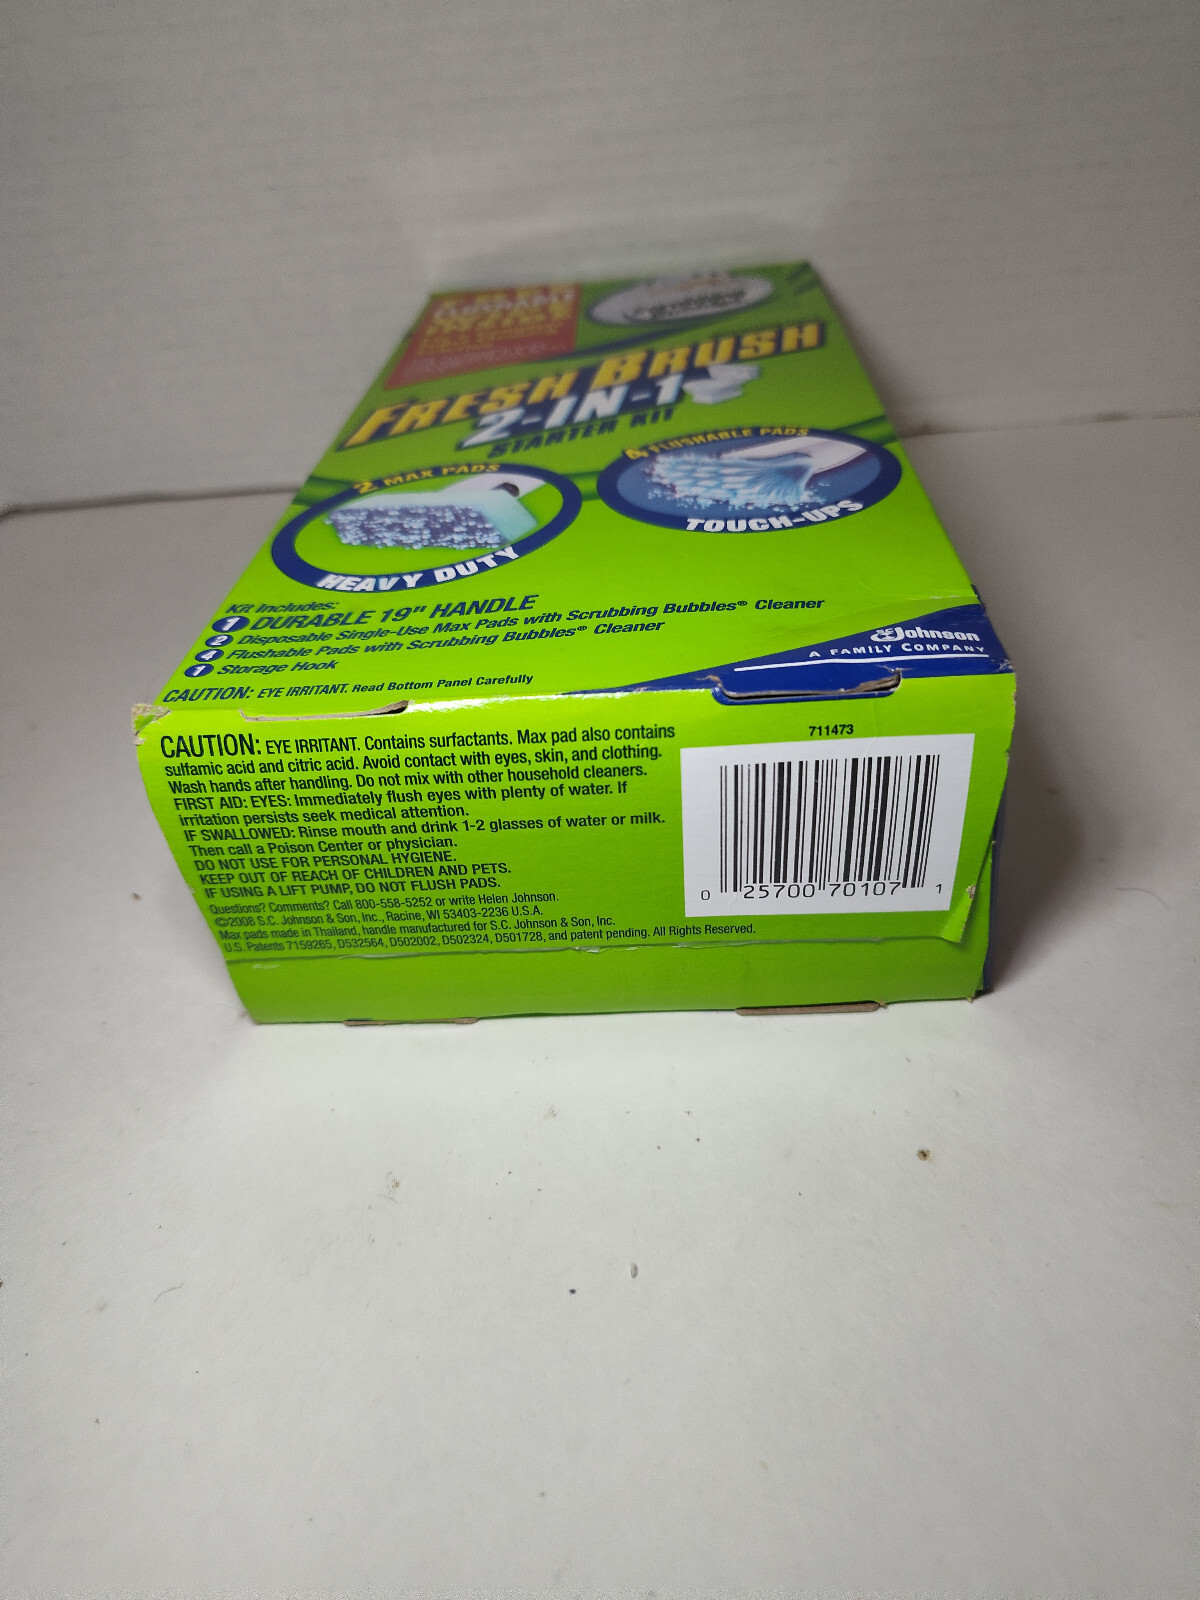 FRESH BRUSH
2-IN-1
STARTER KIT
2 MAX PADS
HEAVY DUTY
4 FLUSHABLE PADS
TOUCH-UPS
Kit Includes:
1 DURABLE 19" HANDLE
2 Disposable Single-Use Max Pads with Scrubbing Bubbles® Cleaner
4 Flushable Pads with Scrubbing Bubbles® Cleaner
1 Storage Hook
CAUTION: EYE IRRITANT. Read Bottom Panel Carefully
SC Johnson
A FAMILY COMPANY
CAUTION: EYE IRRITANT. Contains surfactants. Max pad also contains
sulfamic acid and citric acid. Avoid contact with eyes, skin, and clothing.
Wash hands after handling. Do not mix with other household cleaners.
FIRST AID: EYES: Immediately flush eyes with plenty of water. If
irritation persists seek medical attention.
IF SWALLOWED: Rinse mouth and drink 1-2 glasses of water or milk.
Then call a Poison Center or physician.
DO NOT USE FOR PERSONAL HYGIENE.
KEEP OUT OF REACH OF CHILDREN AND PETS.
IF USING A LIFT PUMP, DO NOT FLUSH PADS.
Questions? Comments? Call 800-558-5252 or write Helen Johnson.
©2008 S.C. Johnson & Son, Inc., Racine, WI 53403-2236 U.S.A.
Max pads made in Thailand, handle manufactured for S.C. Johnson & Son, Inc.
U.S. Patents 7159265, D532564, D502002, D502324, D501728, and patent pending. All Rights Reserved.
711473
0 25700 70107 1